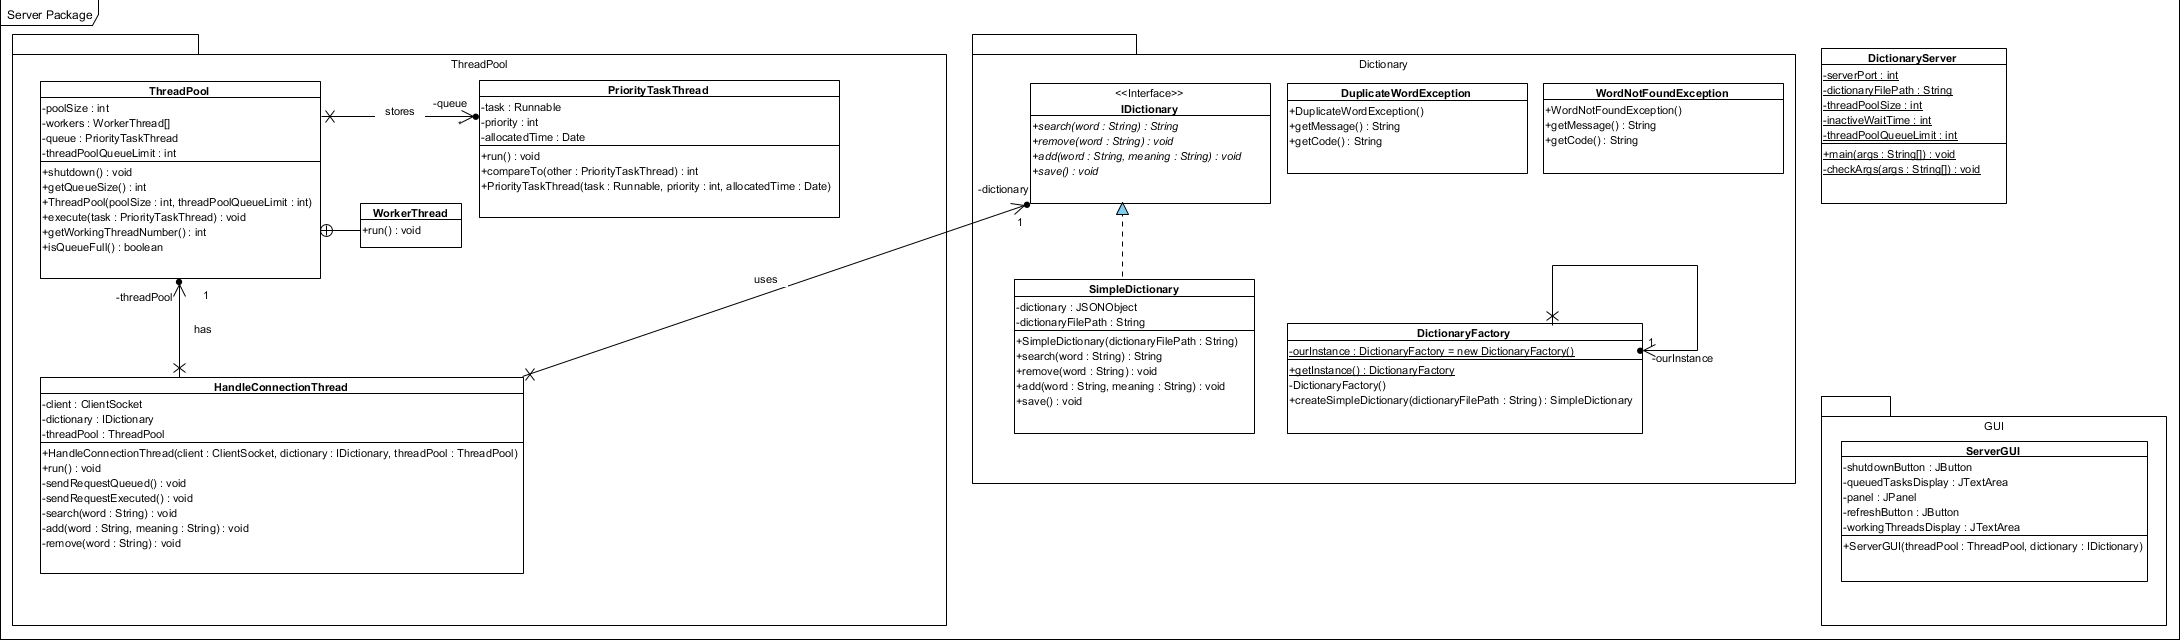 Server Package
ThreadPool
ThreadPool
-poolSize : int
-workers : WorkerThread[]
-queue : PriorityTaskThread
-threadPoolQueueLimit : int
+shutdown() : void
+getQueueSize() : int
+ThreadPool(poolSize : int, threadPoolQueueLimit : int)
+execute(task : PriorityTaskThread) : void
+getWorkingThreadNumber() : int
+isQueueFull() : boolean
stores
-queue
PriorityTaskThread
-task : Runnable
-priority : int
-allocatedTime : Date
+run() : void
+compareTo(other : PriorityTaskThread) : int
+PriorityTaskThread(task : Runnable, priority : int, allocatedTime : Date)
WorkerThread
+run() : void
-threadPool
1
has
HandleConnectionThread
-client : ClientSocket
-dictionary : IDictionary
-threadPool : ThreadPool
+HandleConnectionThread(client : ClientSocket, dictionary : IDictionary, threadPool : ThreadPool)
+run() : void
-sendRequestQueued() : void
-sendRequestExecuted() : void
-search(word : String) : void
-add(word : String, meaning : String) : void
-remove(word : String) : void
uses
-dictionary
1
Dictionary
<<Interface>>
IDictionary
+search(word : String) : String
+remove(word : String) : void
+add(word : String, meaning : String) : void
+save() : void
DuplicateWordException
+DuplicateWordException()
+getMessage() : String
+getCode() : String
WordNotFoundException
+WordNotFoundException()
+getMessage() : String
+getCode() : String
SimpleDictionary
-dictionary : JSONObject
-dictionaryFilePath : String
+SimpleDictionary(dictionaryFilePath : String)
+search(word : String) : String
+remove(word : String) : void
+add(word : String, meaning : String) : void
+save() : void
DictionaryFactory
-ourInstance : DictionaryFactory = new DictionaryFactory()
+getInstance() : DictionaryFactory
-DictionaryFactory()
+createSimpleDictionary(dictionaryFilePath : String) : SimpleDictionary
1
-ourInstance
DictionaryServer
-serverPort : int
-dictionaryFilePath : String
-threadPoolSize : int
-inactiveWaitTime : int
-threadPoolQueueLimit : int
+main(args : String[]) : void
-checkArgs(args : String[]) : void
GUI
ServerGUI
-shutdownButton : JButton
-queuedTasksDisplay : JTextArea
-panel : JPanel
-refreshButton : JButton
-workingThreadsDisplay : JTextArea
+ServerGUI(threadPool : ThreadPool, dictionary : IDictionary)